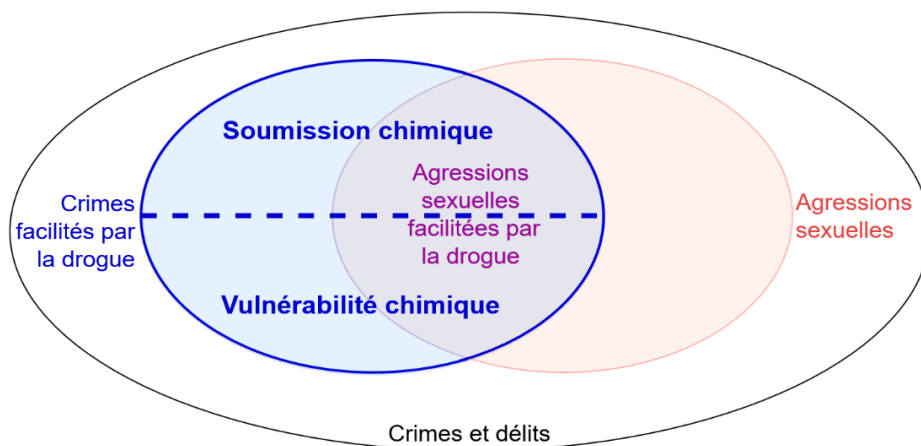 Soumission chimique
Agressions
sexuelles
facilitées par
la drogue
Crimes
facilités par
la drogue
Agressions
sexuelles
Vulnérabilité chimique
Crimes et délits